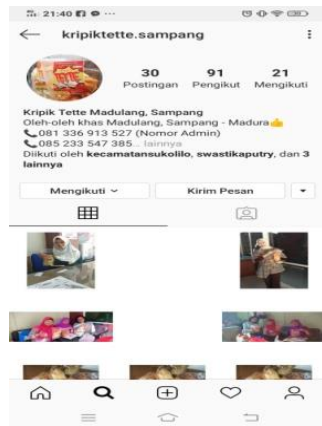 21:40
kripiktette.sampang
30 91 21
Postingan Pengikut Mengikuti
Kripik Tette Madulang, Sampang
Oleh-oleh khas Madulang, Sampang - Madura👍
📞081 336 913 527 (Nomor Admin)
📞085 233 547 385... lainnya
Diikuti oleh kecamatansukolilo, swastikaputry, dan 3
lainnya
Mengikuti
Kirim Pesan